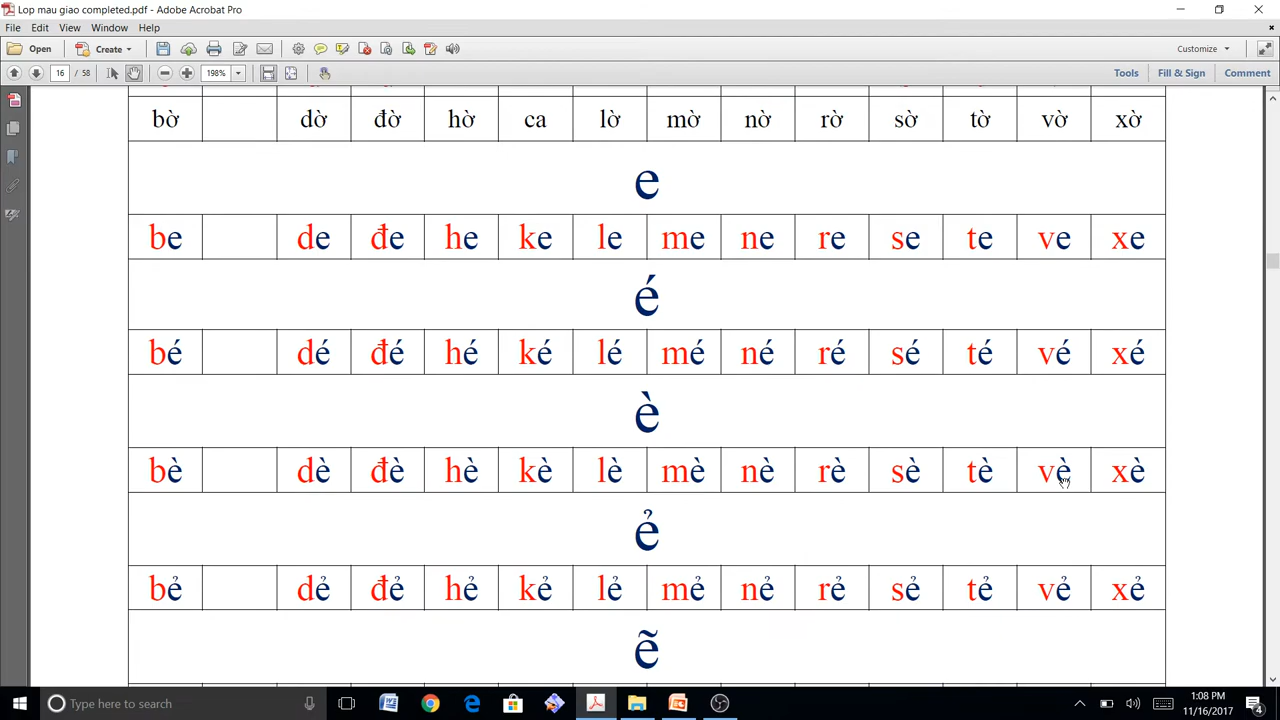 Lop mau giao completed.pdf - Adobe Acrobat Pro
File Edit View Window Help
Open Create Customize
16 / 58 198% Tools Fill & Sign Comment
bờ dờ đờ hờ ca lờ mờ nờ rờ sờ tờ vờ xờ
e
be de đe he ke le me ne re se te ve xe
é
bé dé đé hé ké lé mé né ré sé té vé xé
è
bè dè đè hè kè lè mè nè rè sè tè vè xè
ẻ
bẻ dẻ đẻ hẻ kẻ lẻ mẻ nẻ rẻ sẻ tẻ vẻ xẻ
ẽ
Type here to search
1:08 PM
11/16/2017
4